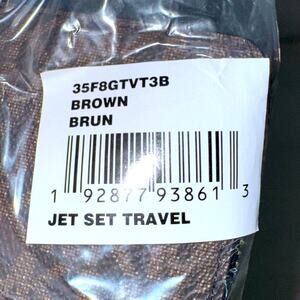 35F8GTVT3B
BROWN
BRUN
1 92877 93861 3
JET SET TRAVEL